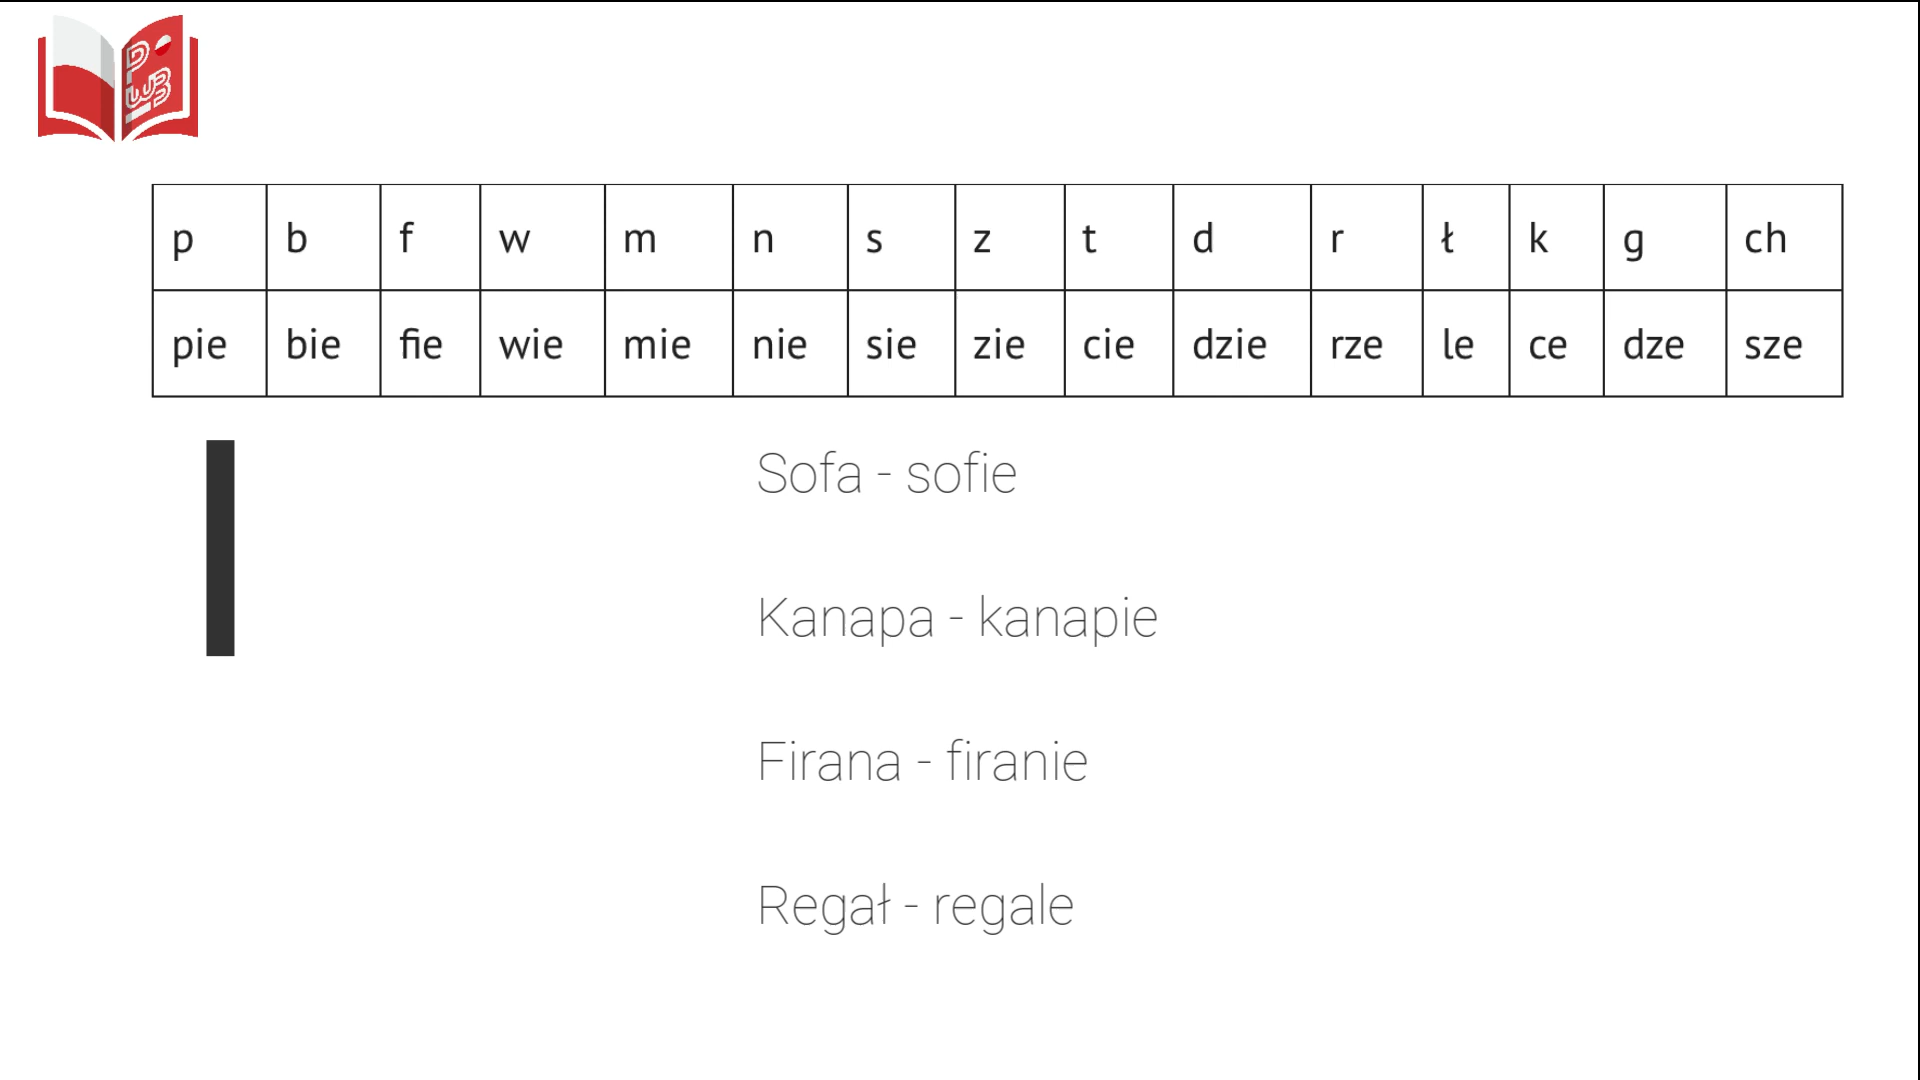 p b f w m n s z t d r ł k g ch
pie bie fie wie mie nie sie zie cie dzie rze le ce dze sze
Sofa - sofie
Kanapa - kanapie
Firana - firanie
Regał - regale